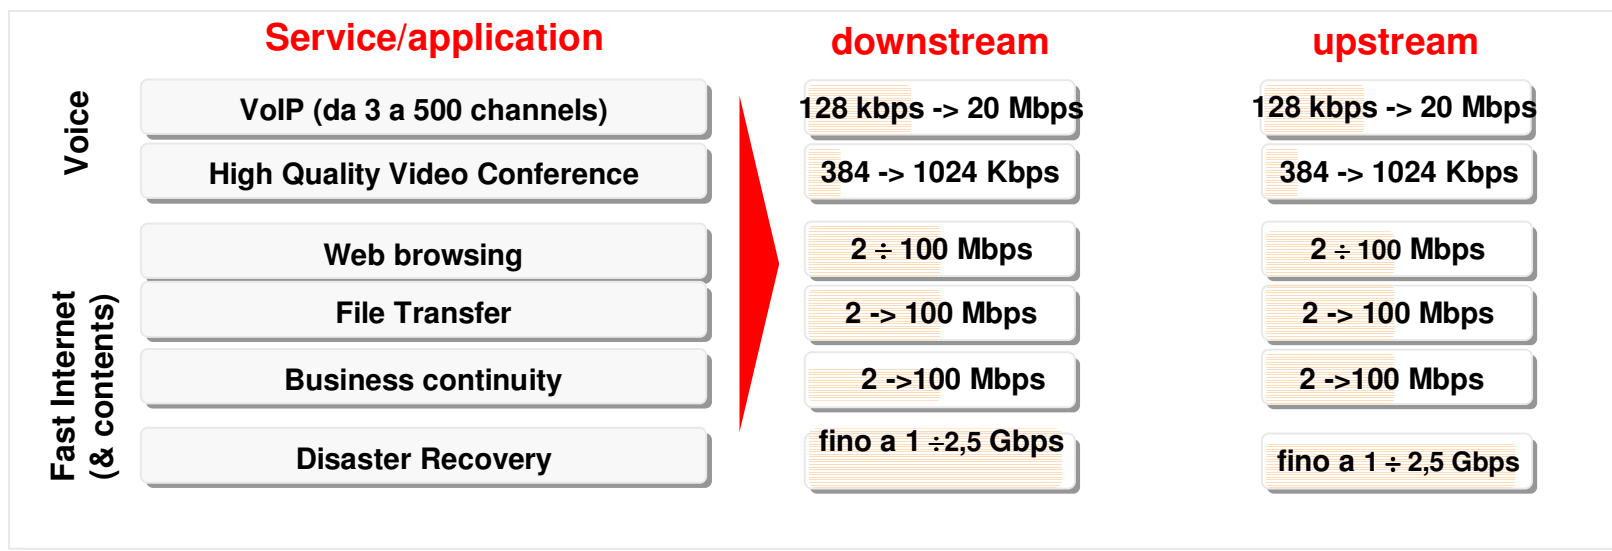 Service/application downstream upstream
Voice
VoIP (da 3 a 500 channels) 128 kbps -> 20 Mbps 128 kbps -> 20 Mbps
High Quality Video Conference 384 -> 1024 Kbps 384 -> 1024 Kbps
Fast Internet
(& contents)
Web browsing 2 ÷ 100 Mbps 2 ÷ 100 Mbps
File Transfer 2 -> 100 Mbps 2 -> 100 Mbps
Business continuity 2 ->100 Mbps 2 ->100 Mbps
Disaster Recovery fino a 1 ÷2,5 Gbps fino a 1 ÷ 2,5 Gbps